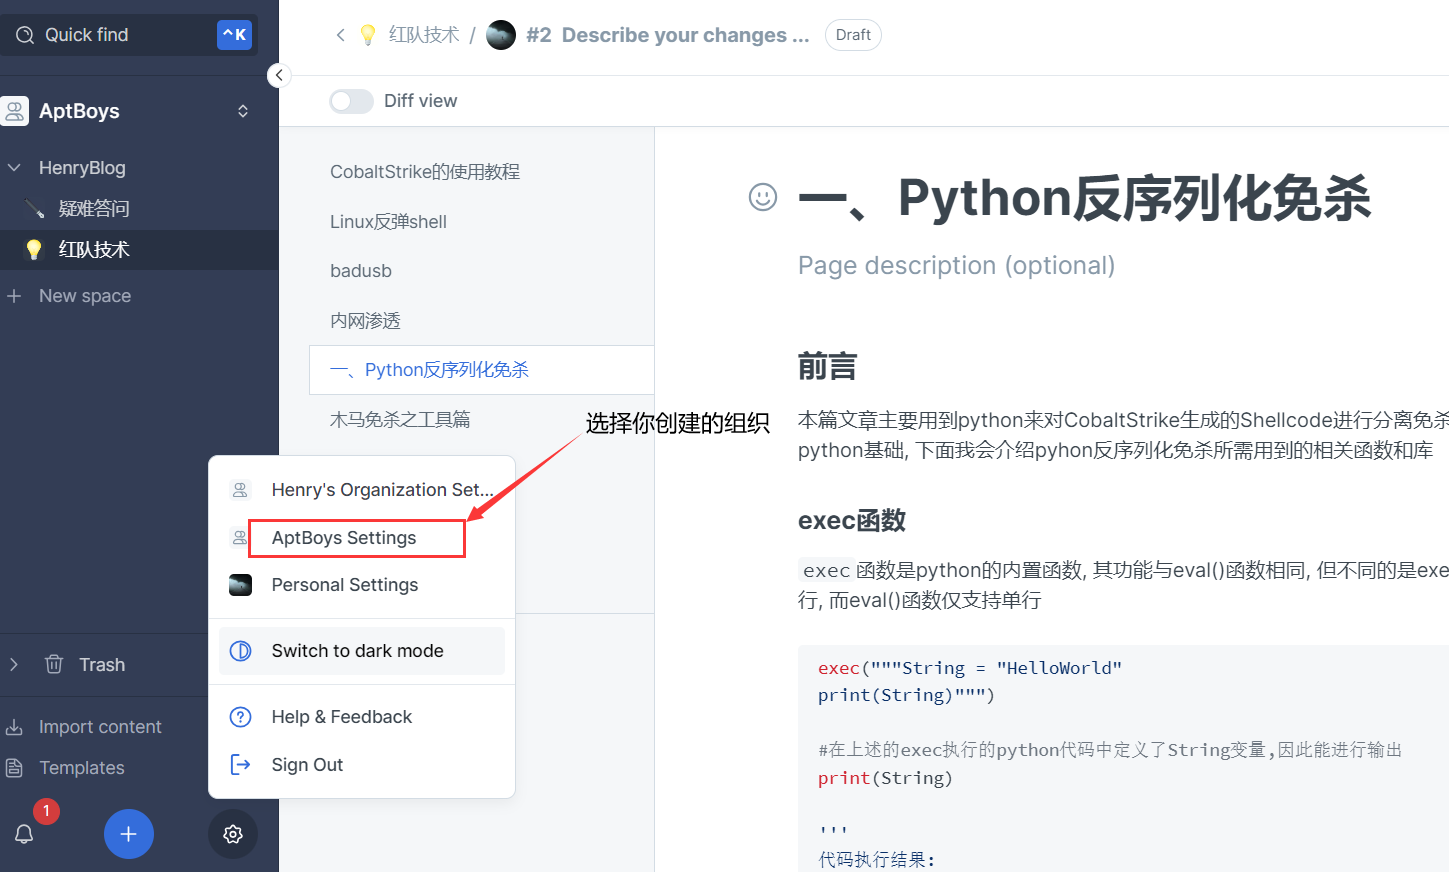 Quick find
^K
AptBoys
HenryBlog
疑难答问
红队技术
New space
Trash
Import content
Templates
1
红队技术 / #2 Describe your changes ... Draft
Diff view
CobaltStrike的使用教程
Linux反弹shell
badusb
内网渗透
一、Python反序列化免杀
木马免杀之工具篇
选择你创建的组织
Henry's Organization Set...
AptBoys Settings
Personal Settings
Switch to dark mode
Help & Feedback
Sign Out
一、Python反序列化免杀
Page description (optional)
前言
本篇文章主要用到python来对CobaltStrike生成的Shellcode进行分离免杀
python基础, 下面我会介绍pyhon反序列化免杀所需用到的相关函数和库
exec函数
exec 函数是python的内置函数, 其功能与eval()函数相同, 但不同的是exe
行, 而eval()函数仅支持单行
exec("""String = "HelloWorld"
print(String)""")
#在上述的exec执行的python代码中定义了String变量,因此能进行输出
print(String)
'''
代码执行结果: